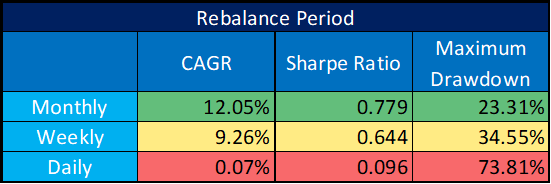 Rebalance Period
CAGR Sharpe Ratio Maximum Drawdown
Monthly 12.05% 0.779 23.31%
Weekly 9.26% 0.644 34.55%
Daily 0.07% 0.096 73.81%